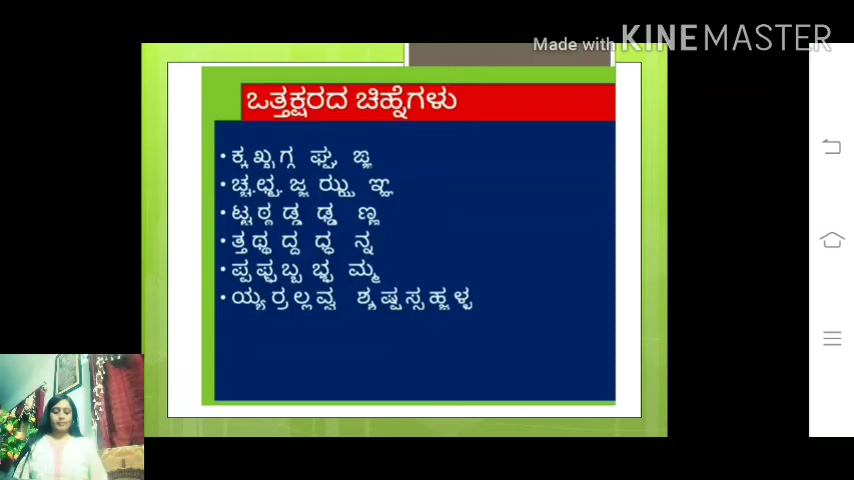 Made with KINEMASTER
ಒತ್ತಕ್ಷರದ ಚಿಹ್ನೆಗಳು
• ಕ್ಕ ಖ್ಖ ಗ್ಗ ಘ್ಘ ಙ್ಙ
• ಚ್ಚ ಛ್ಛ ಜ್ಜ ಝ್ಝ ಞ್ಞ
• ಟ್ಟ ಠ್ಠ ಡ್ಡ ಢ್ಢ ಣ್ಣ
• ತ್ತ ಥ್ಥ ದ್ದ ಧ್ಧ ನ್ನ
• ಪ್ಪ ಫ್ಫ ಬ್ಬ ಭ್ಭ ಮ್ಮ
• ಯ್ಯ ರ್ರ ಲ್ಲ ವ್ವ ಶ್ಶ ಷ್ಷ ಸ್ಸ ಹ್ಹ ಳ್ಳ